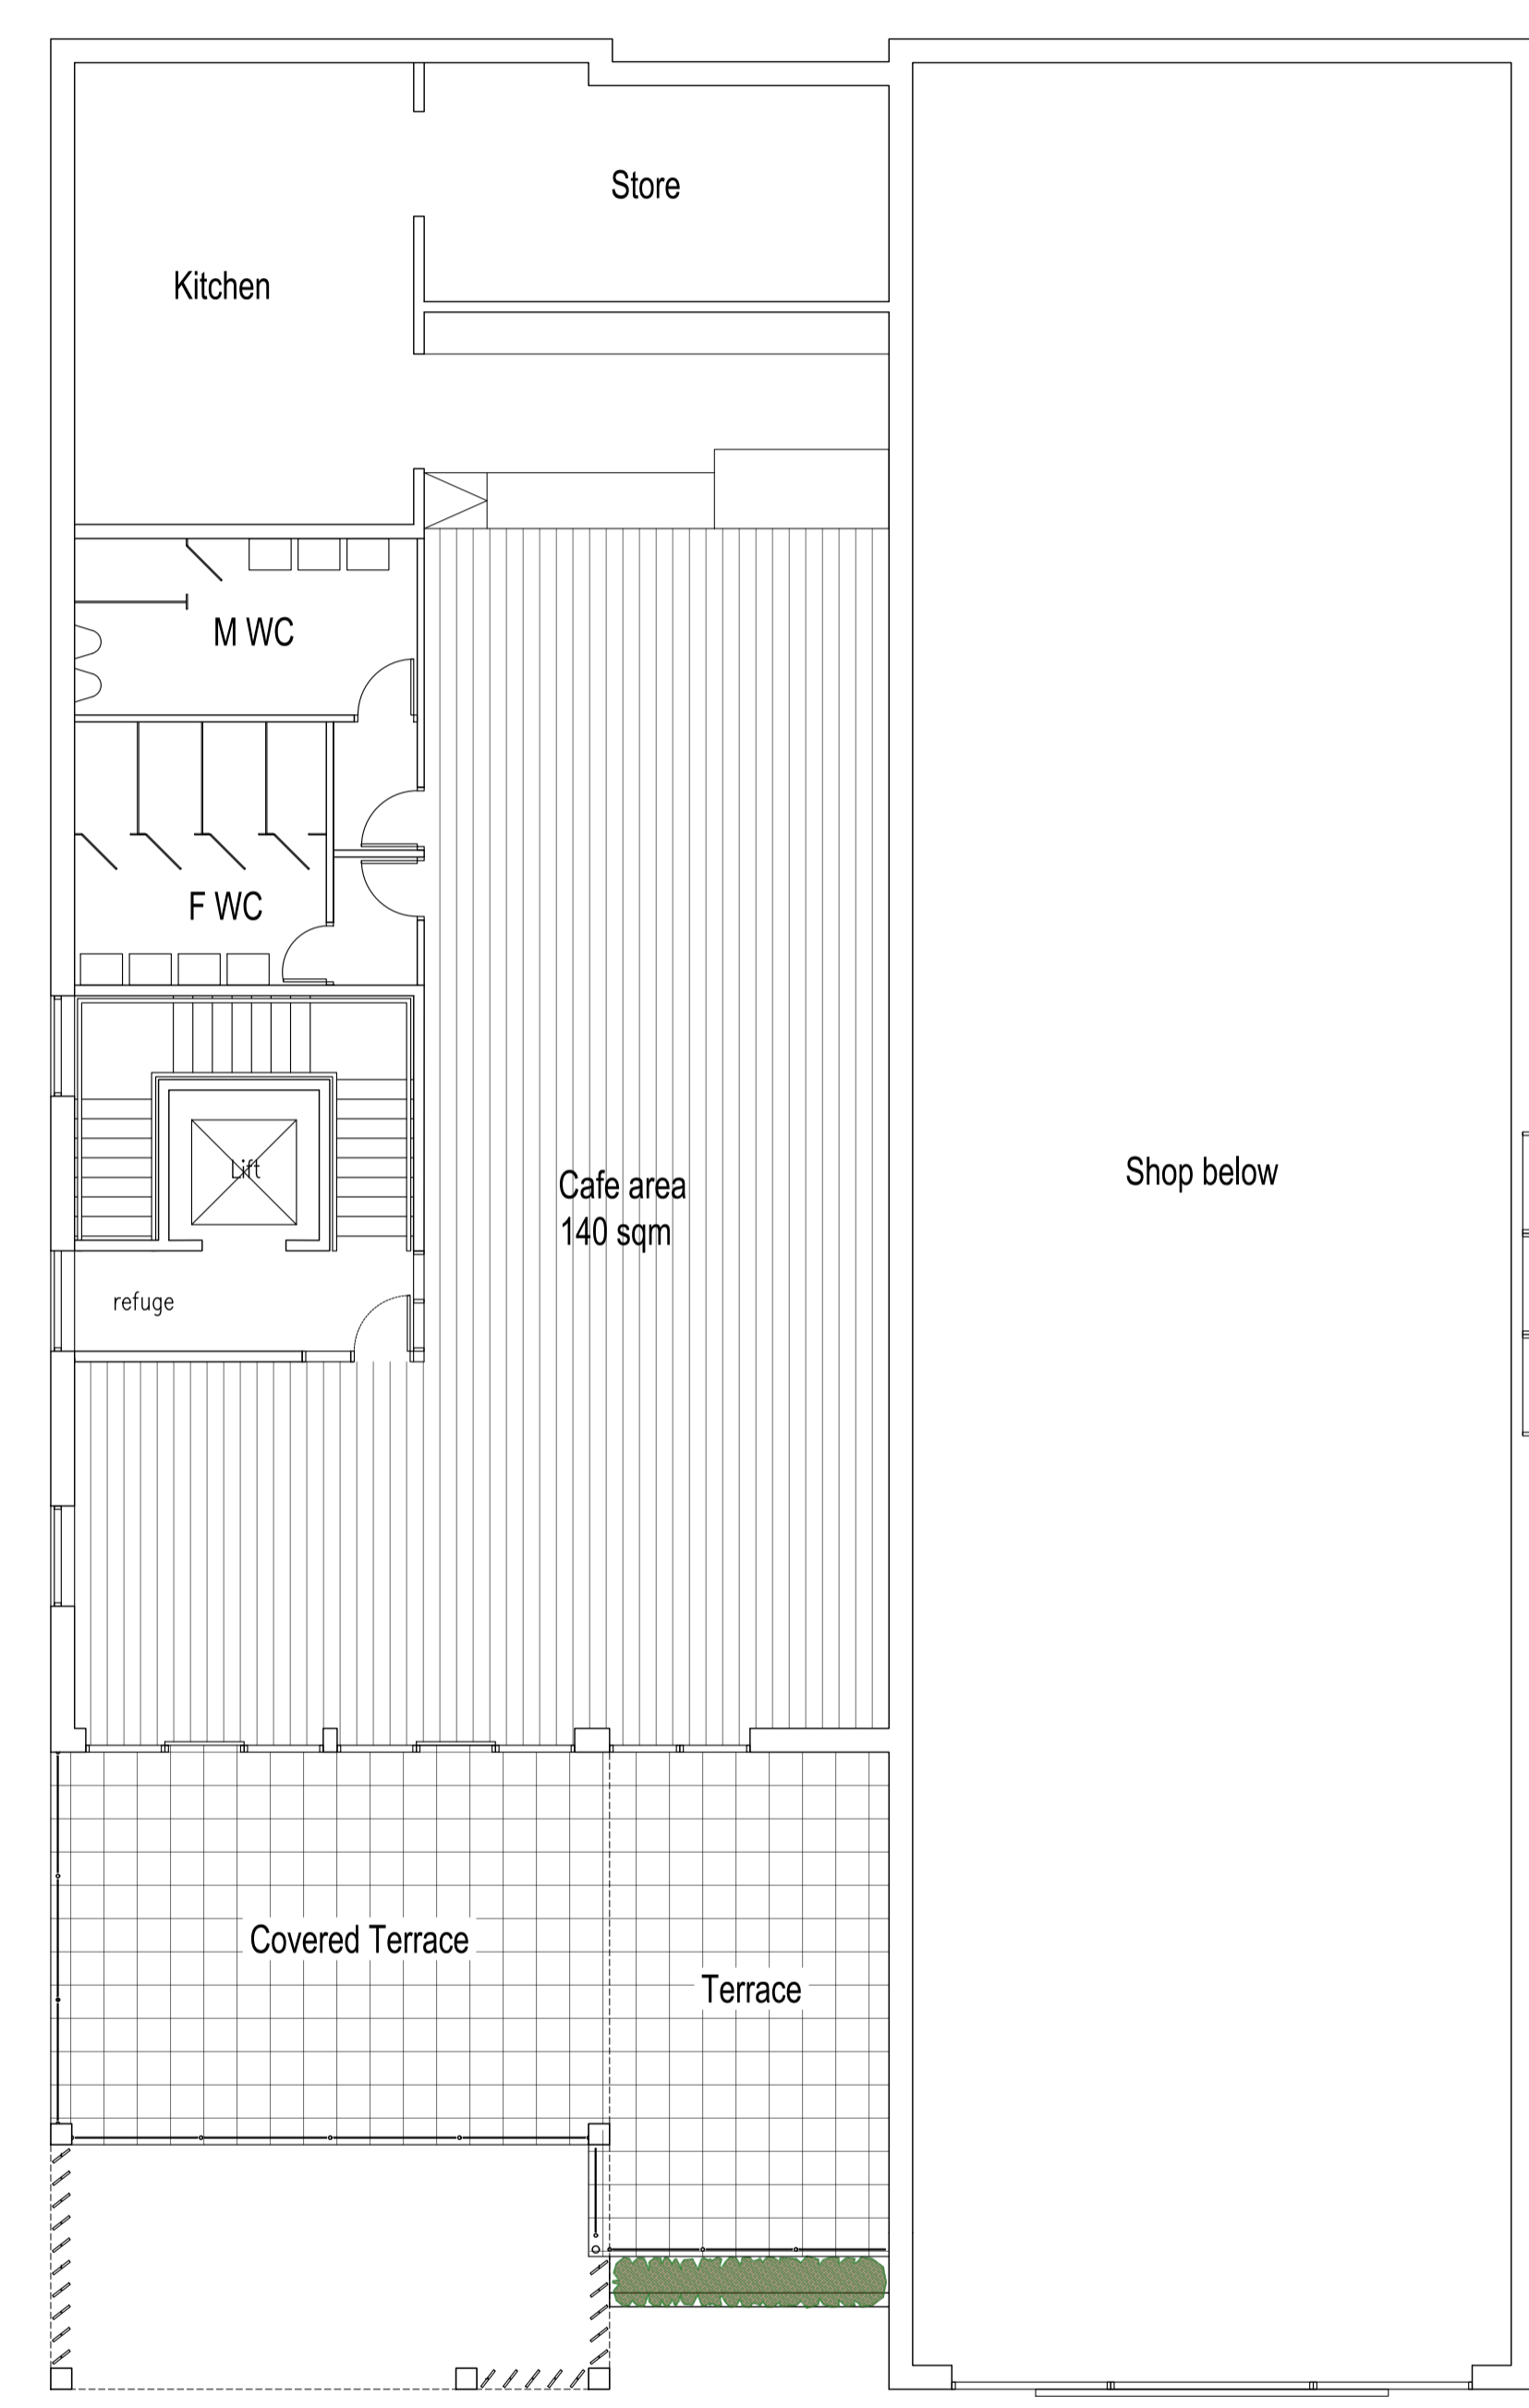 Store
Kitchen
M WC
F WC
Lift
Cafe area
140 sqm
Shop below
refuge
Covered Terrace
Terrace